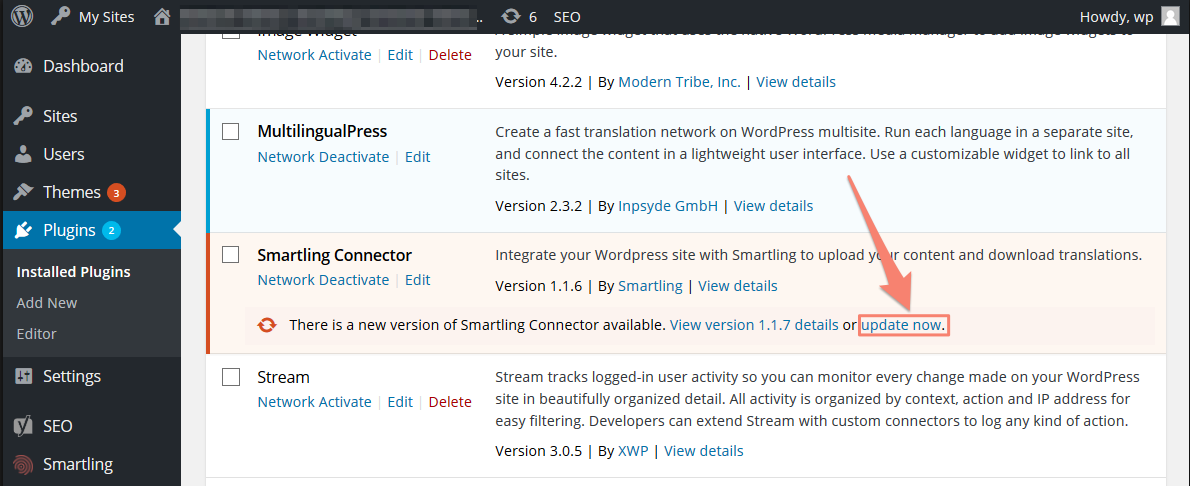 My Sites
..
6
SEO
Howdy, wp
Dashboard
Sites
Users
Themes 3
Plugins 2
Installed Plugins
Add New
Editor
Settings
SEO
Smartling
Network Activate | Edit | Delete
your site.
Version 4.2.2 | By Modern Tribe, Inc. | View details
MultilingualPress
Network Deactivate | Edit
Create a fast translation network on WordPress multisite. Run each language in a separate site,
and connect the content in a lightweight user interface. Use a customizable widget to link to all
sites.
Version 2.3.2 | By Inpsyde GmbH | View details
Smartling Connector
Network Deactivate | Edit
Integrate your Wordpress site with Smartling to upload your content and download translations.
Version 1.1.6 | By Smartling | View details
There is a new version of Smartling Connector available. View version 1.1.7 details or update now.
Stream
Network Activate | Edit | Delete
Stream tracks logged-in user activity so you can monitor every change made on your WordPress
site in beautifully organized detail. All activity is organized by context, action and IP address for
easy filtering. Developers can extend Stream with custom connectors to log any kind of action.
Version 3.0.5 | By XWP | View details